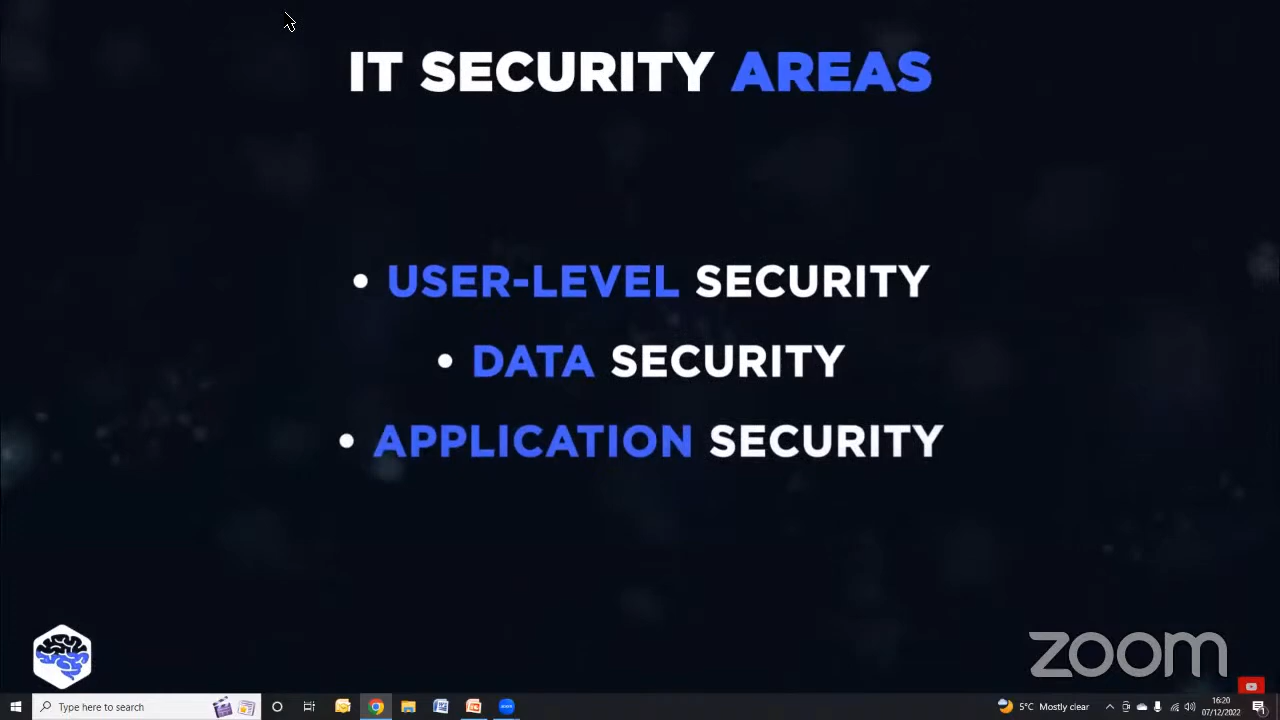 IT SECURITY AREAS
• USER-LEVEL SECURITY
• DATA SECURITY
• APPLICATION SECURITY
zoom
Type here to search
5°C Mostly clear
16:20
07/12/2022